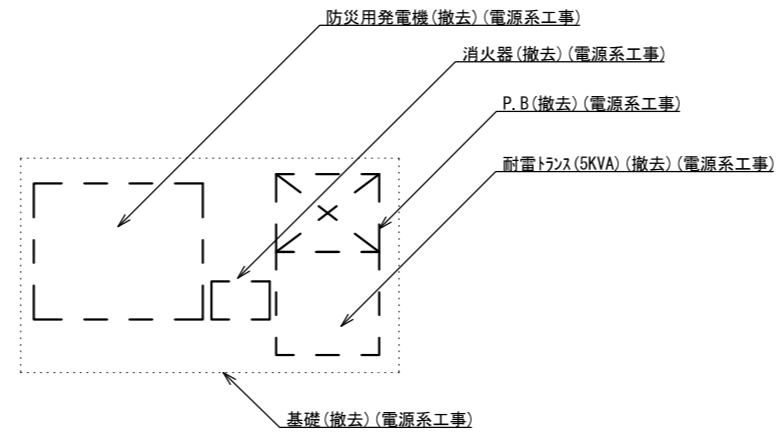 防災用発電機(撤去)(電源系工事)
消火器(撤去)(電源系工事)
P.B(撤去)(電源系工事)
耐雷ﾄﾗﾝｽ(5KVA)(撤去)(電源系工事)
基礎(撤去)(電源系工事)